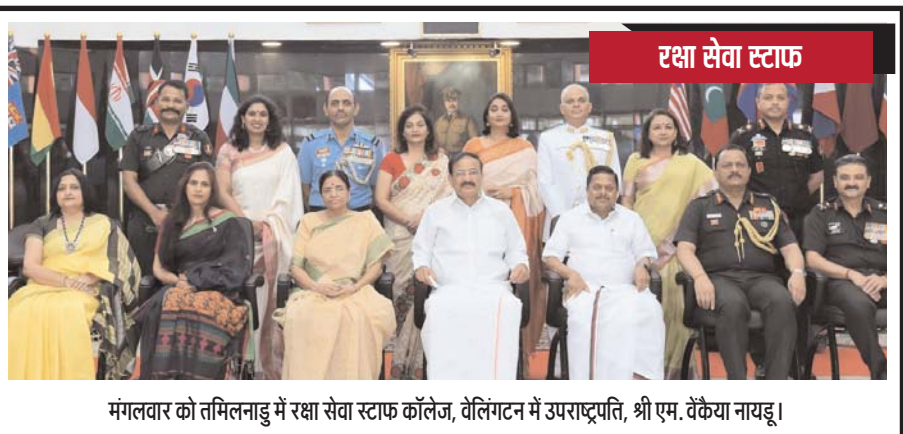 रक्षा सेवा स्टाफ
मंगलवार को तमिलनाडु में रक्षा सेवा स्टाफ कॉलेज, वेलिंगटन में उपराष्ट्रपति, श्री एम. वेंकैया नायडू।